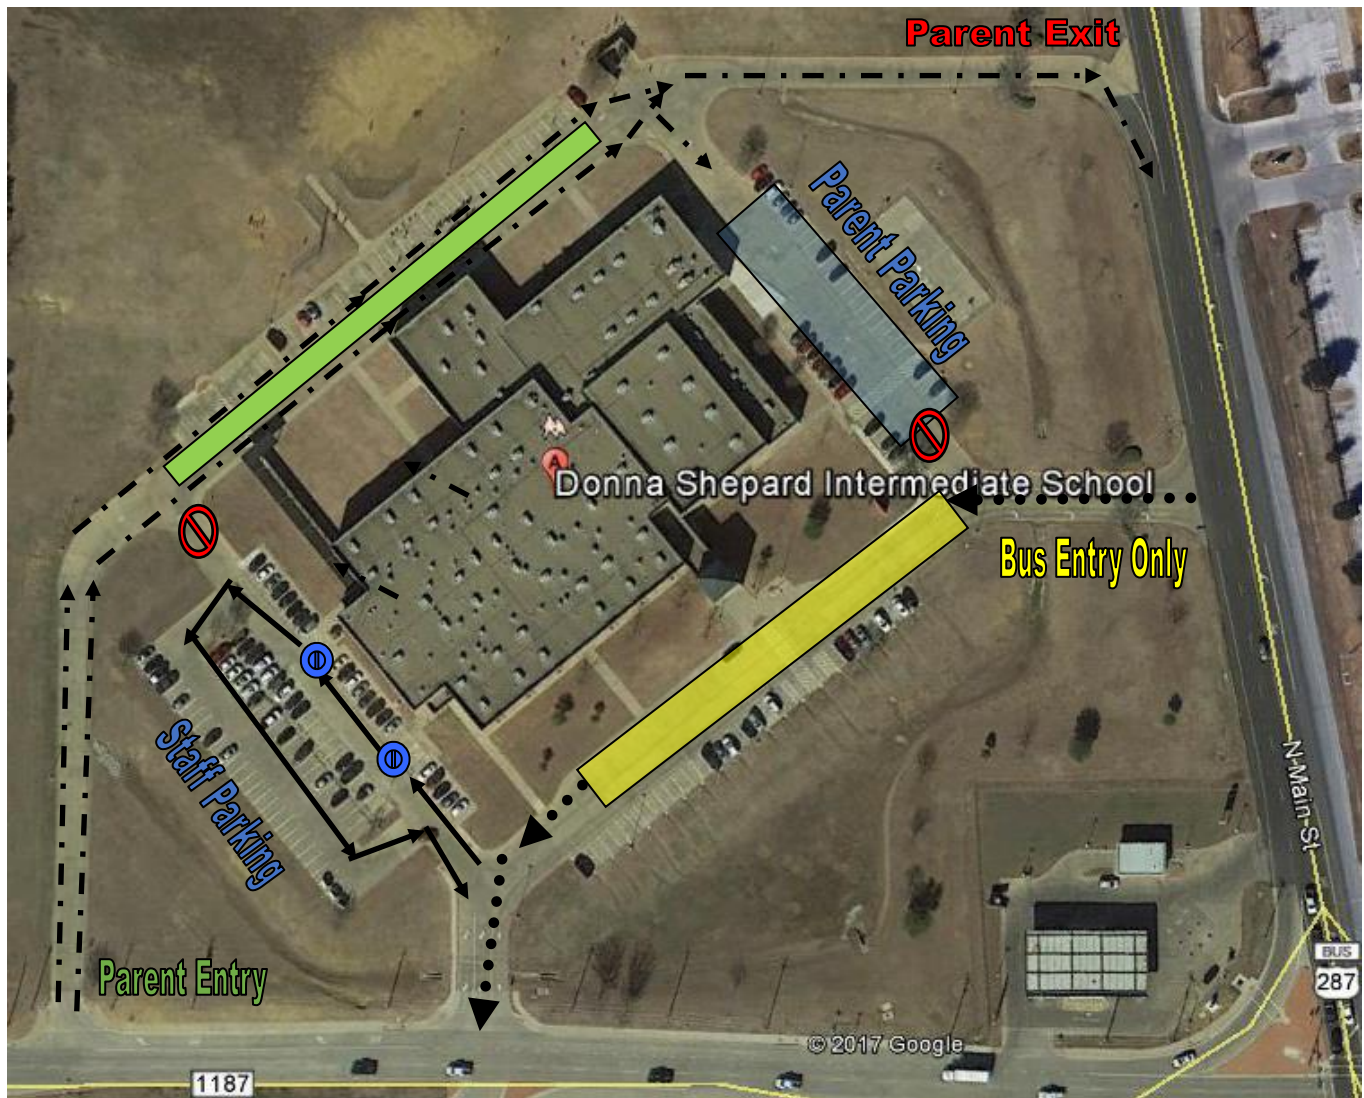 Parent Exit
Parent Parking
A
Donna Shepard Intermediate School
Bus Entry Only
Staff Parking
N Main St
Parent Entry
BUS
287
© 2017 Google
1187